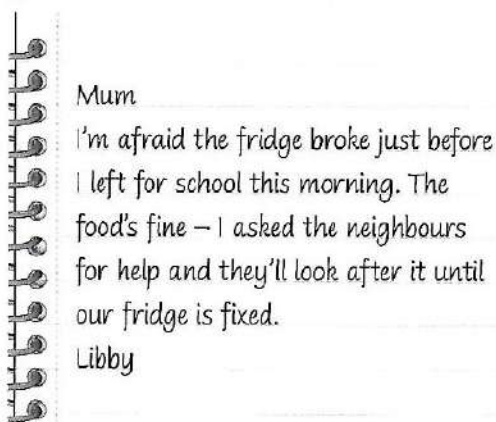 Mum
I'm afraid the fridge broke just before
I left for school this morning. The
food's fine – I asked the neighbours
for help and they'll look after it until
our fridge is fixed.
Libby